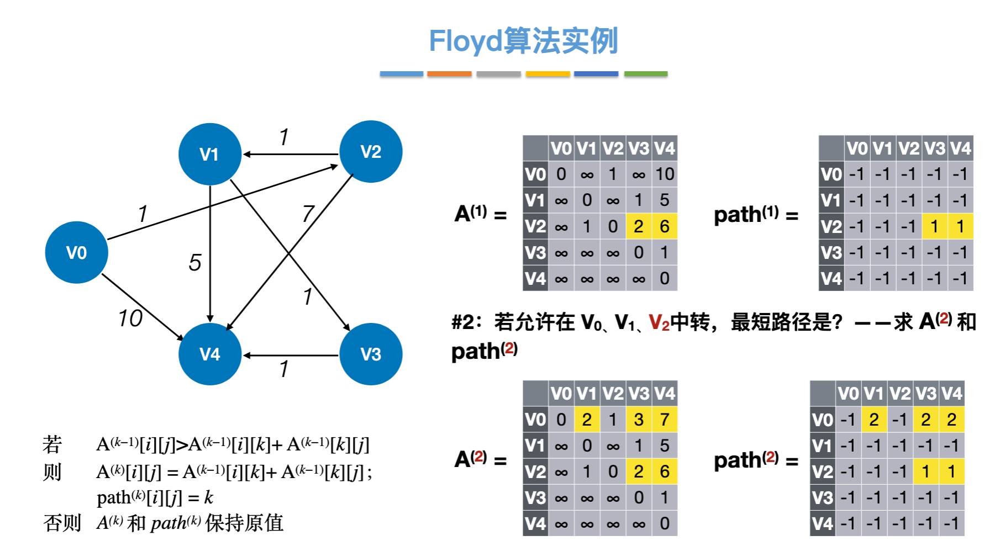 Floyd算法实例
V1
V2
V0
V4
V3
1
1
7
5
1
10
1
若 A(k−1)[i][j]>A(k−1)[i][k]+ A(k−1)[k][j]
则 A(k)[i][j] = A(k−1)[i][k]+ A(k−1)[k][j];
path(k)[i][j] = k
否则 A(k) 和 path(k) 保持原值
A(1) =
V0 V1 V2 V3 V4
V0 0 ∞ 1 ∞ 10
V1 ∞ 0 ∞ 1 5
V2 ∞ 1 0 2 6
V3 ∞ ∞ ∞ 0 1
V4 ∞ ∞ ∞ ∞ 0
path(1) =
V0 V1 V2 V3 V4
V0 -1 -1 -1 -1 -1
V1 -1 -1 -1 -1 -1
V2 -1 -1 -1 1 1
V3 -1 -1 -1 -1 -1
V4 -1 -1 -1 -1 -1
#2：若允许在 V0、V1、V2中转，最短路径是？——求 A(2) 和
path(2)
A(2) =
V0 V1 V2 V3 V4
V0 0 2 1 3 7
V1 ∞ 0 ∞ 1 5
V2 ∞ 1 0 2 6
V3 ∞ ∞ ∞ 0 1
V4 ∞ ∞ ∞ ∞ 0
path(2) =
V0 V1 V2 V3 V4
V0 -1 2 -1 2 2
V1 -1 -1 -1 -1 -1
V2 -1 -1 -1 1 1
V3 -1 -1 -1 -1 -1
V4 -1 -1 -1 -1 -1